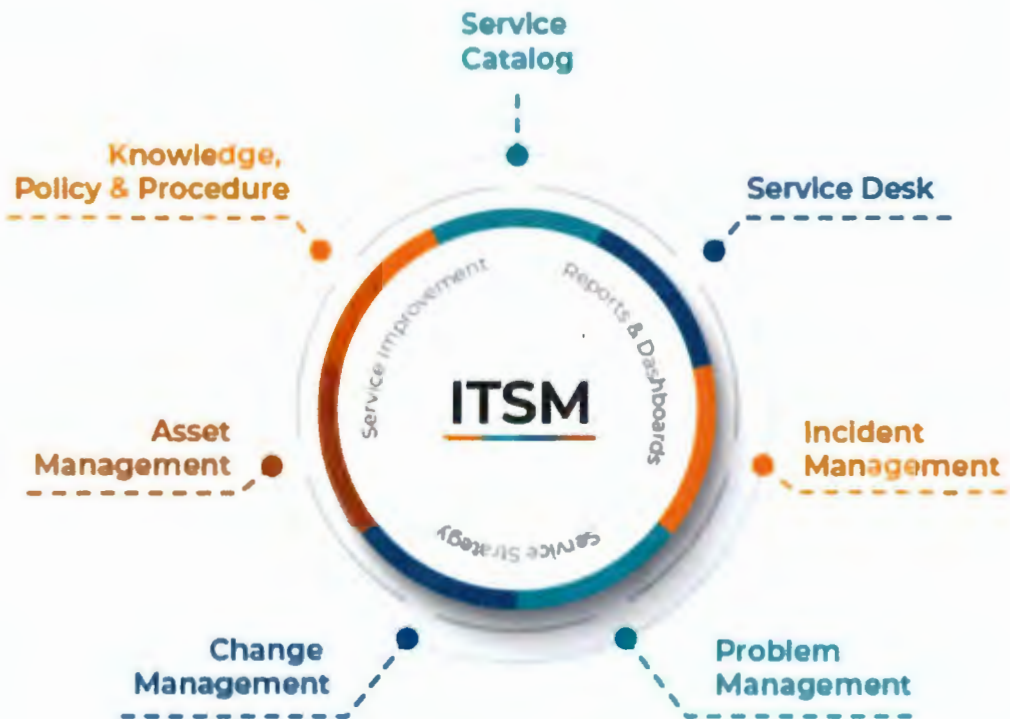 Service
Catalog
Knowledge,
Policy & Procedure
Service Desk
Service Improvement
Reports & Dashboards
ITSM
Asset
Management
Incident
Management
Service Strategy
Change
Management
Problem
Management